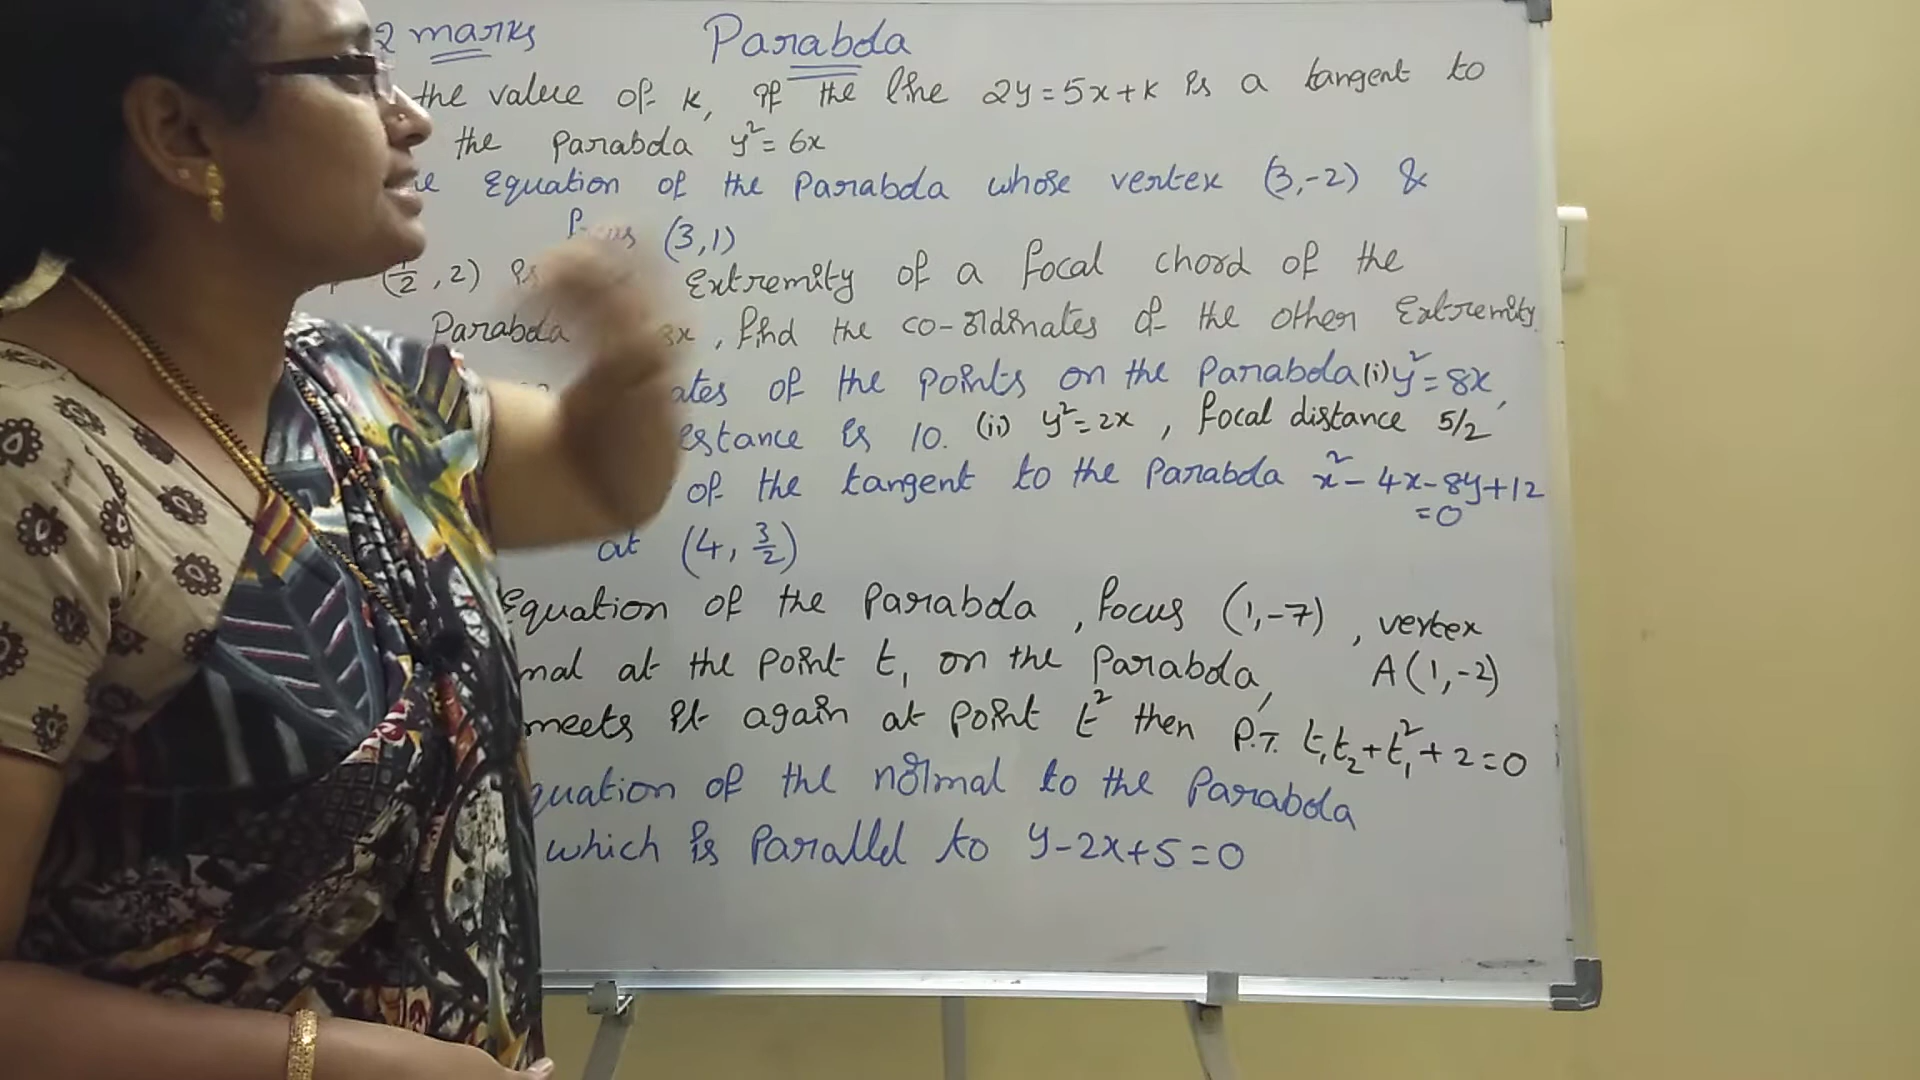 2 marks Parabola
the value of k, if the line 2y = 5x + k is a tangent to
the Parabola y² = 6x
Equation of the Parabola whose vertex (3,-2) &
focus (3,1)
(1/2, 2) is Extremity of a focal chord of the
Parabola 8x, find the co-ordinates of the other Extremity.
ates of the points on the Parabola (i) y² = 8x,
istance is 10. (ii) y² = 2x, focal distance 5/2
of the tangent to the Parabola x² - 4x - 8y + 12
= 0
at (4, 3/2)
Equation of the Parabola, focus (1,-7), vertex
mal at the point t₁ on the Parabola, A(1,-2)
meets it again at point t² then P.T. t₁t₂ + t₁² + 2 = 0
quation of the normal to the Parabola
which is Parallel to y - 2x + 5 = 0